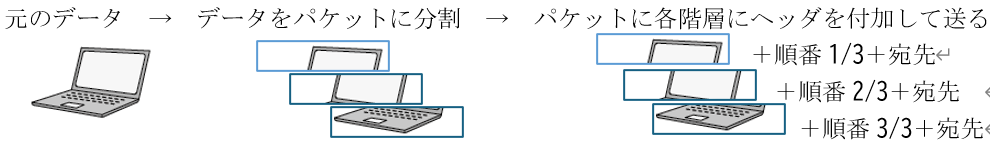 元のデータ　→　データをパケットに分割　→　パケットに各階層にヘッダを付加して送る
＋順番 1/3＋宛先↵
＋順番 2/3＋宛先
＋順番 3/3＋宛先